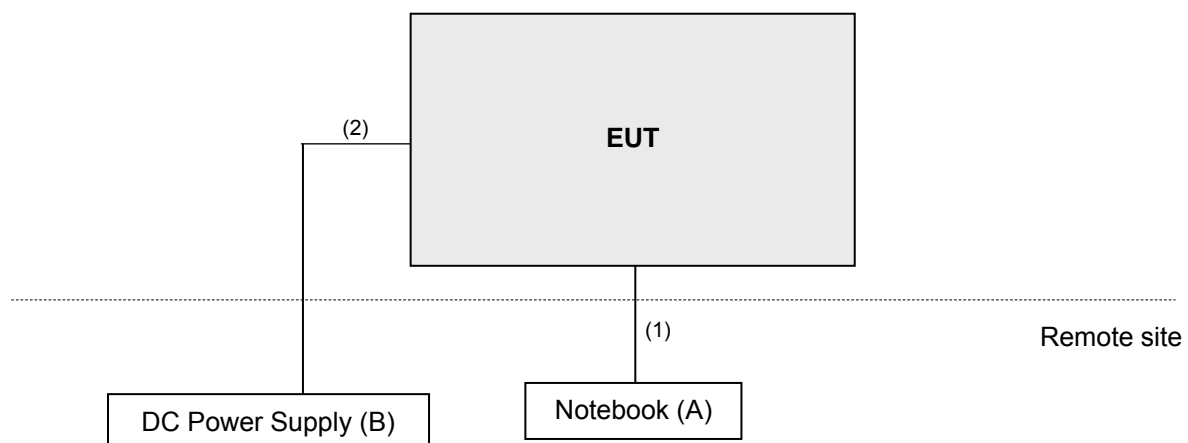 EUT
(2)
(1)
Remote site
Notebook (A)
DC Power Supply (B)